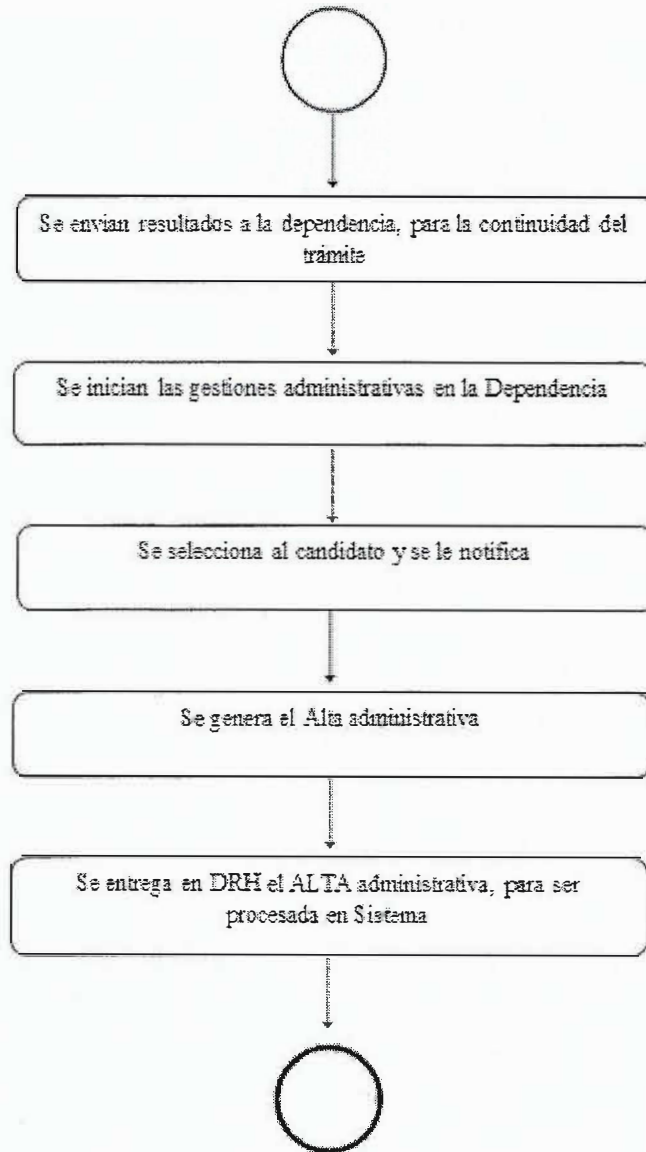 Se envian resultados a la dependencia, para la continuidad del
trámite
Se inician las gestiones administrativas en la Dependencia
Se selecciona al candidato y se le notifica
Se genera el Alta administrativa
Se entrega en DRH el ALTA administrativa, para ser
procesada en Sistema